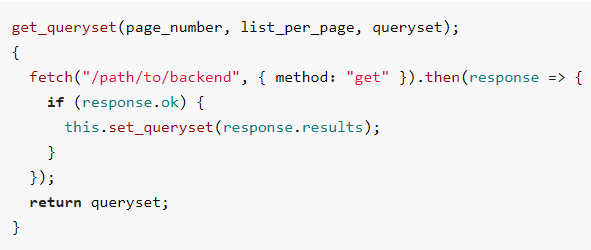 get_queryset(page_number, list_per_page, queryset);
{
  fetch("/path/to/backend", { method: "get" }).then(response => {
    if (response.ok) {
      this.set_queryset(response.results);
    }
  });
  return queryset;
}